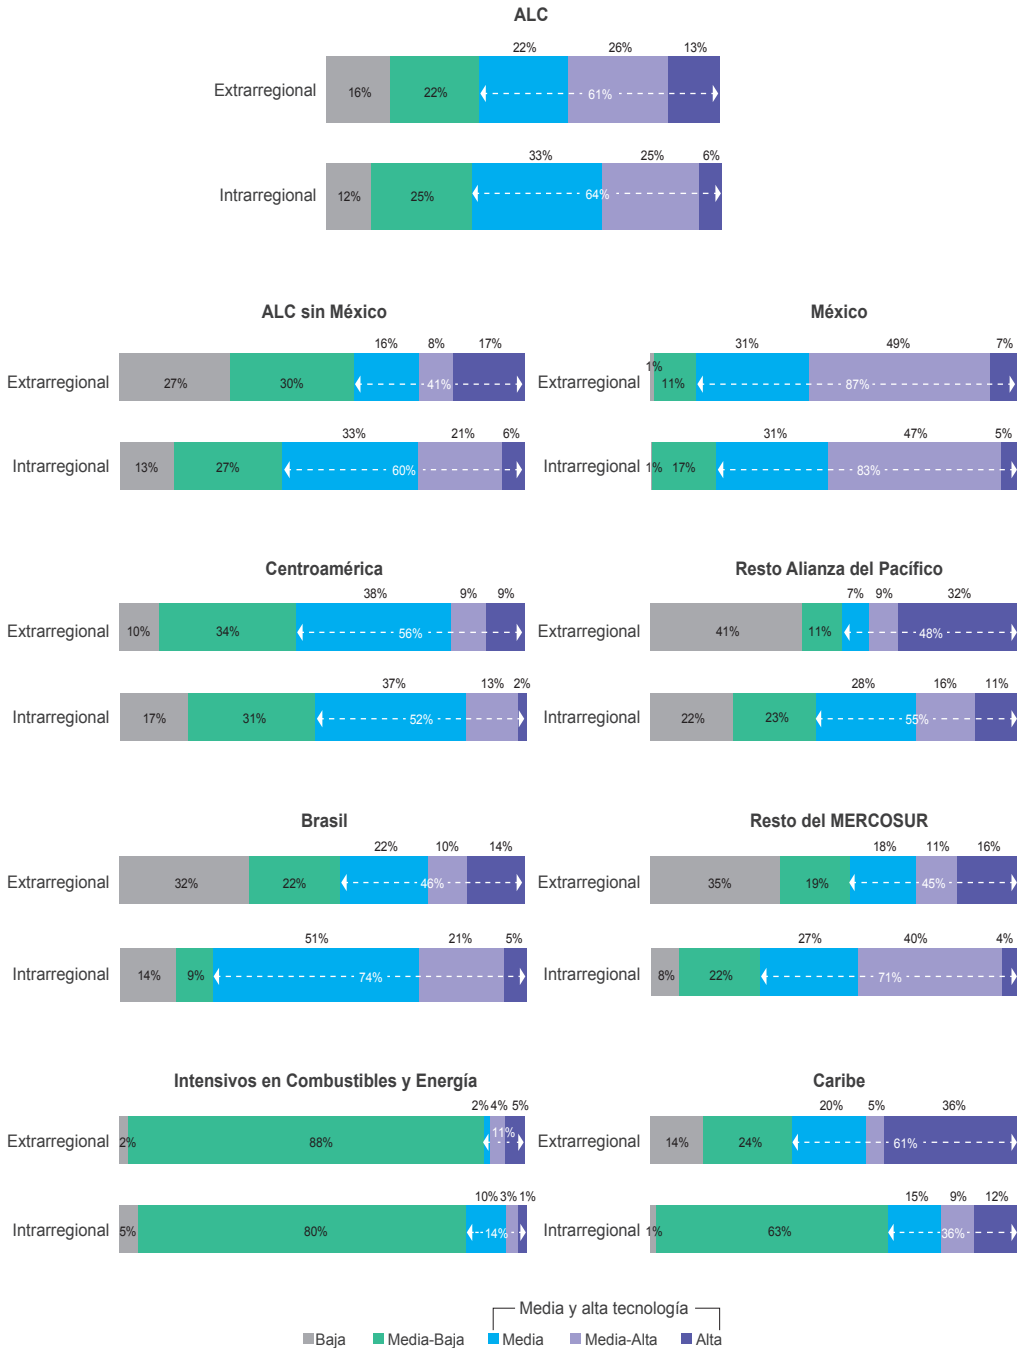 ALC
22% 26% 13%
Extrarregional 16% 22% 61%
33% 25% 6%
Intrarregional 12% 25% 64%
ALC sin México
16% 8% 17%
Extrarregional 27% 30% 41%
33% 21% 6%
Intrarregional 13% 27% 60%
México
31% 49% 7%
Extrarregional 1% 11% 87%
31% 47% 5%
Intrarregional 1% 17% 83%
Centroamérica
38% 9% 9%
Extrarregional 10% 34% 56%
37% 13% 2%
Intrarregional 17% 31% 52%
Resto Alianza del Pacífico
7% 9% 32%
Extrarregional 41% 11% 48%
28% 16% 11%
Intrarregional 22% 23% 55%
Brasil
22% 10% 14%
Extrarregional 32% 22% 46%
51% 21% 5%
Intrarregional 14% 9% 74%
Resto del MERCOSUR
18% 11% 16%
Extrarregional 35% 19% 45%
27% 40% 4%
Intrarregional 8% 22% 71%
Intensivos en Combustibles y Energía
2% 4% 5%
Extrarregional 2% 88% 11%
10% 3% 1%
Intrarregional 5% 80% 14%
Caribe
20% 5% 36%
Extrarregional 14% 24% 61%
15% 9% 12%
Intrarregional 1% 63% 36%
Media y alta tecnología
Baja Media-Baja Media Media-Alta Alta